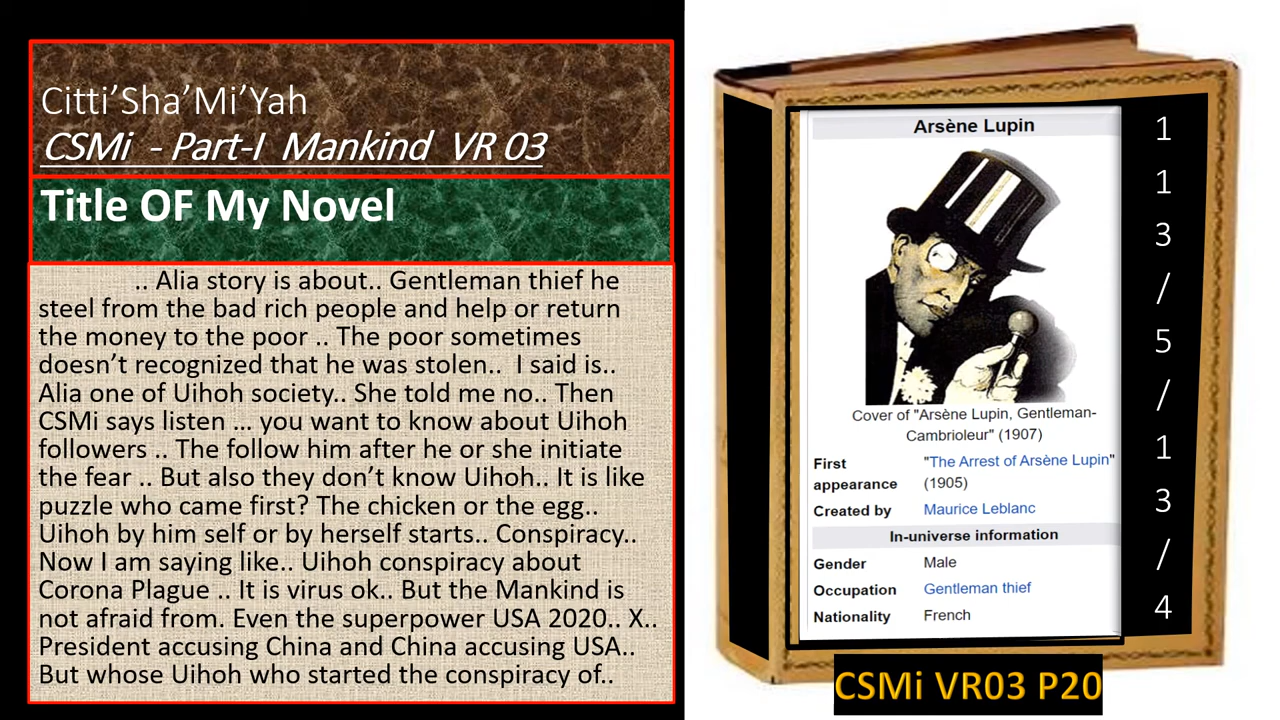 Citti’Sha’Mi’Yah
CSMi - Part-I Mankind VR 03
Title OF My Novel
.. Alia story is about.. Gentleman thief he
steel from the bad rich people and help or return
the money to the poor .. The poor sometimes
doesn’t recognized that he was stolen.. I said is..
Alia one of Uihoh society.. She told me no.. Then
CSMi says listen … you want to know about Uihoh
followers .. The follow him after he or she initiate
the fear .. But also they don’t know Uihoh.. It is like
puzzle who came first? The chicken or the egg..
Uihoh by him self or by herself starts.. Conspiracy..
Now I am saying like.. Uihoh conspiracy about
Corona Plague .. It is virus ok.. But the Mankind is
not afraid from. Even the superpower USA 2020.. X..
President accusing China and China accusing USA..
But whose Uihoh who started the conspiracy of..
Arsène Lupin
Cover of "Arsène Lupin, Gentleman-
Cambrioleur" (1907)
First appearance "The Arrest of Arsène Lupin" (1905)
Created by Maurice Leblanc
In-universe information
Gender Male
Occupation Gentleman thief
Nationality French
1
1
3
/
5
/
1
3
/
4
CSMi VR03 P20